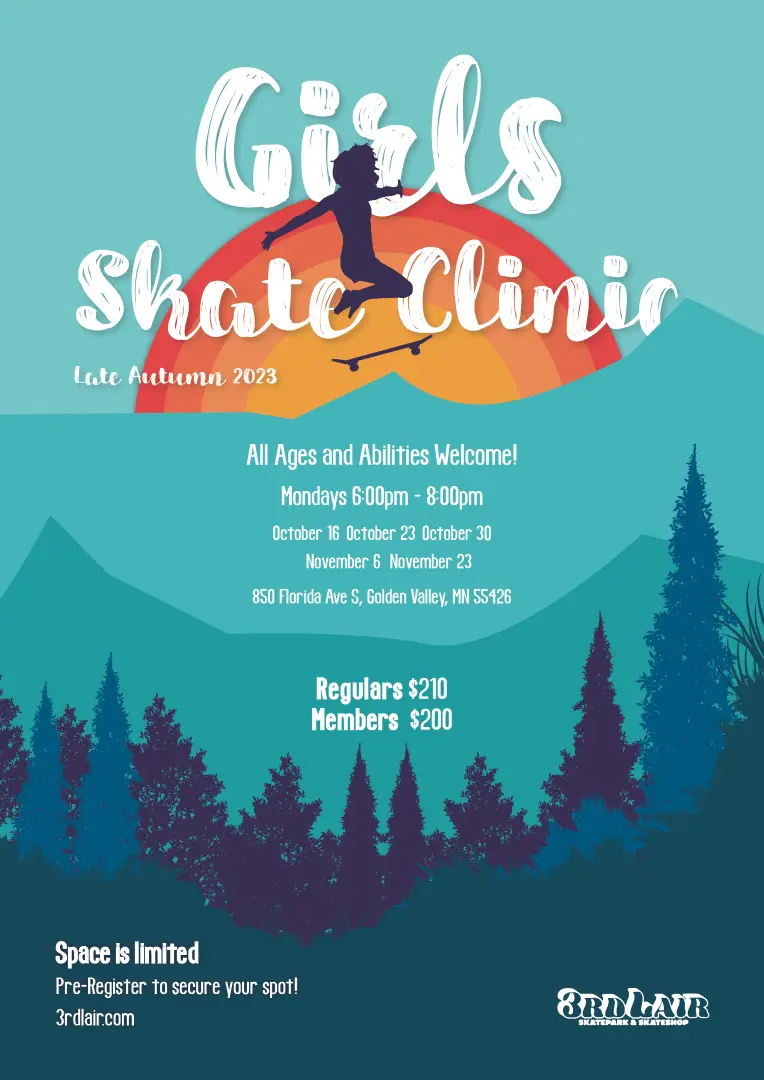 Girls
Skate Clinic
Late Autumn 2023
All Ages and Abilities Welcome!
Mondays 6:00pm - 8:00pm
October 16 October 23 October 30
November 6 November 23
850 Florida Ave S, Golden Valley, MN 55426
Regulars $210
Members $200
Space is limited
Pre-Register to secure your spot!
3rdlair.com
3RDLAIR
SKATEPARK & SKATESHOP